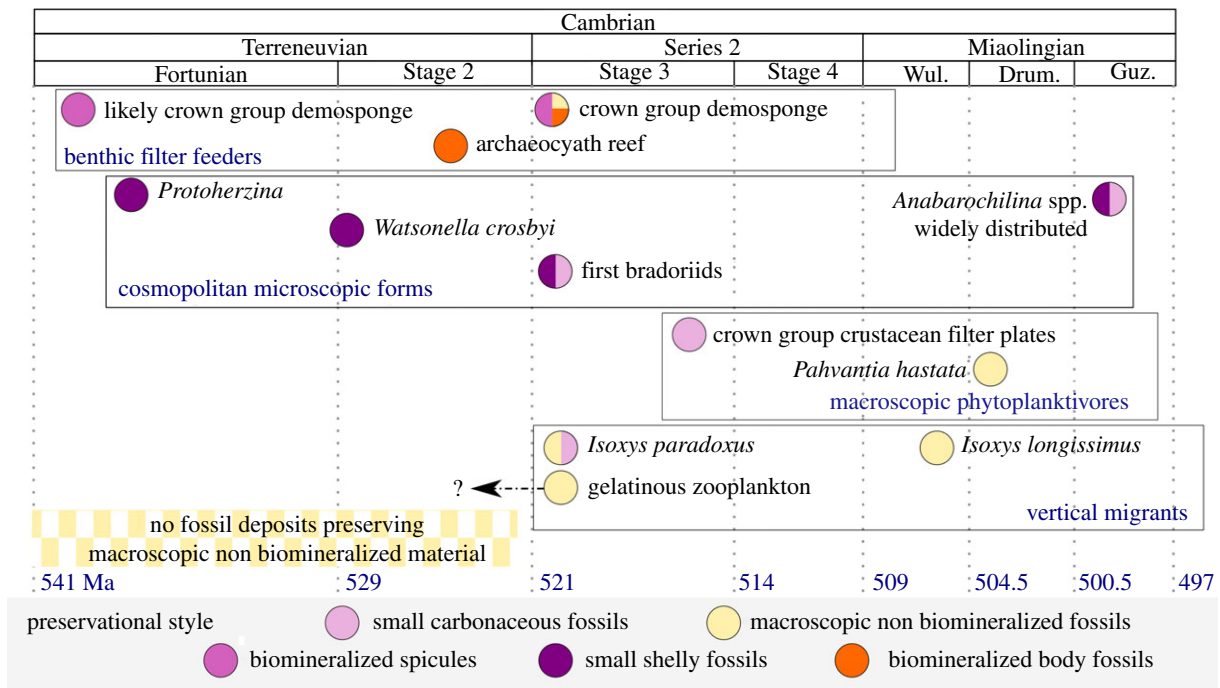 Cambrian
Terreneuvian Series 2 Miaolingian
Fortunian Stage 2 Stage 3 Stage 4 Wul. Drum. Guz.
likely crown group demosponge crown group demosponge
archaeocyath reef
benthic filter feeders
Protoherzina
Anabarochilina spp.
widely distributed
Watsonella crosbyi
first bradoriids
cosmopolitan microscopic forms
crown group crustacean filter plates
Pahvantia hastata
macroscopic phytoplanktivores
Isoxys paradoxus Isoxys longissimus
? gelatinous zooplankton
vertical migrants
no fossil deposits preserving
macroscopic non biomineralized material
541 Ma 529 521 514 509 504.5 500.5 497
preservational style small carbonaceous fossils macroscopic non biomineralized fossils
biomineralized spicules small shelly fossils biomineralized body fossils